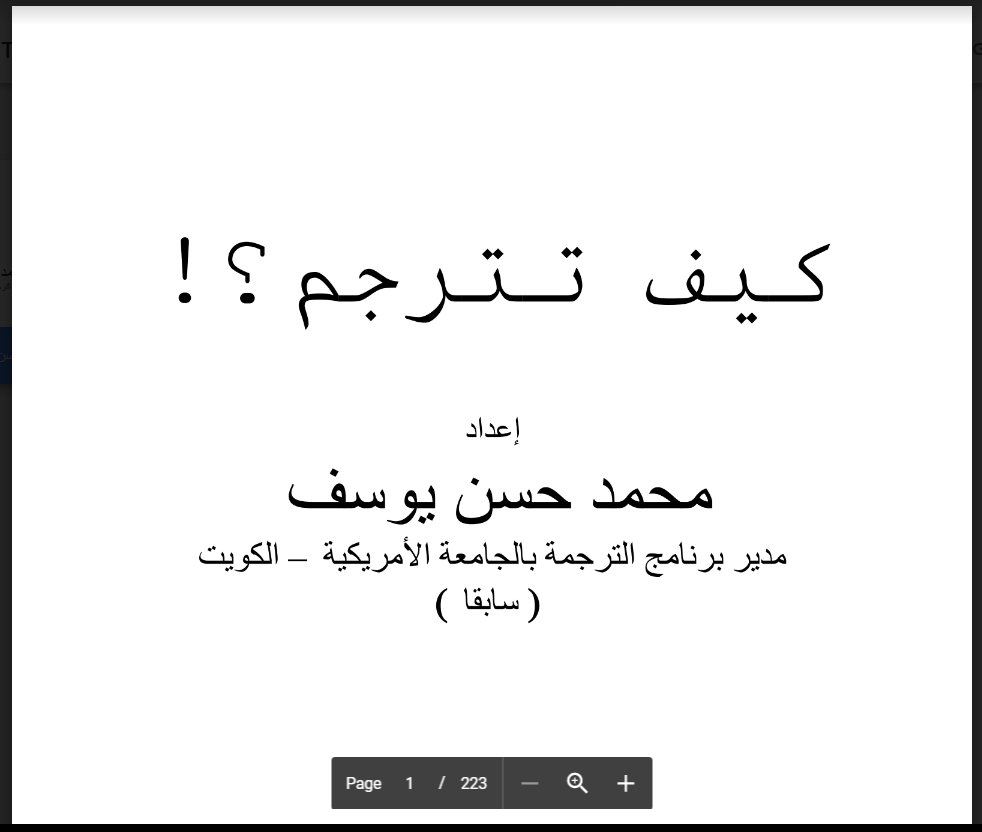 كيف تترجم؟!
إعداد
محمد حسن يوسف
مدير برنامج الترجمة بالجامعة الأمريكية – الكويت
( سابقا )
Page 1 / 223